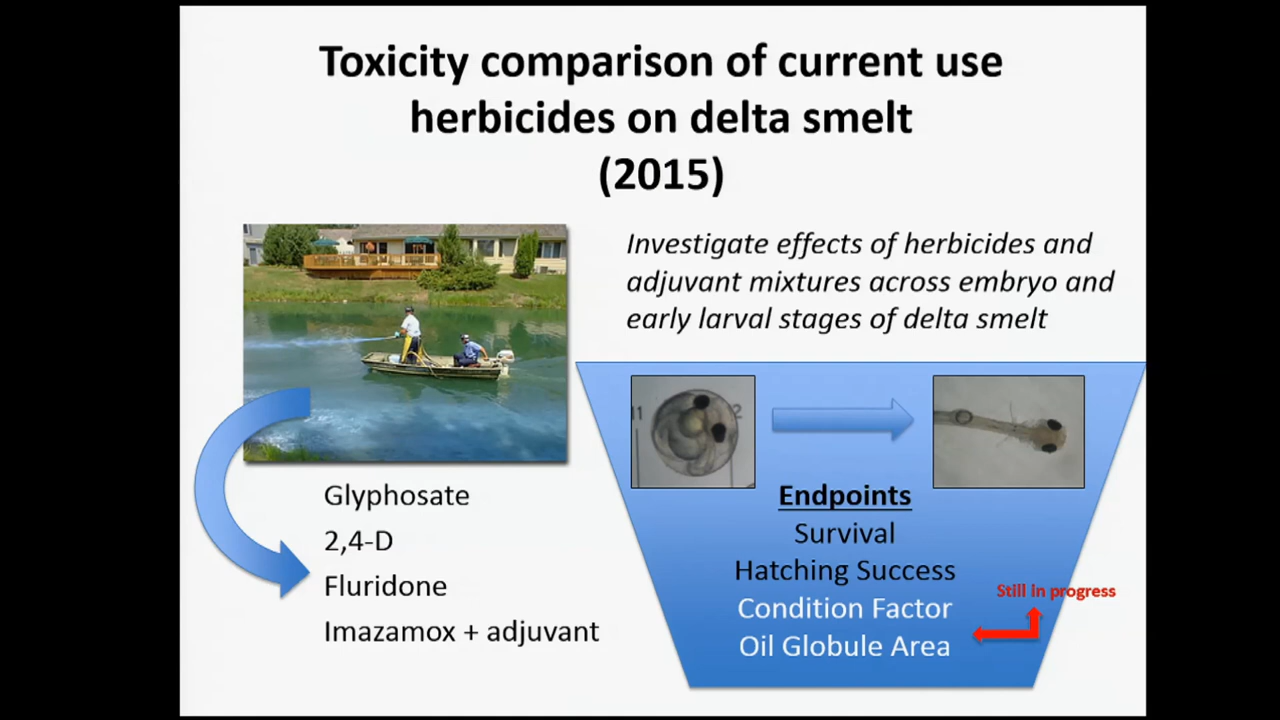 Toxicity comparison of current use
herbicides on delta smelt
(2015)
Investigate effects of herbicides and
adjuvant mixtures across embryo and
early larval stages of delta smelt
Glyphosate
2,4-D
Fluridone
Imazamox + adjuvant
11
2
Endpoints
Survival
Hatching Success
Condition Factor
Oil Globule Area
Still in progress